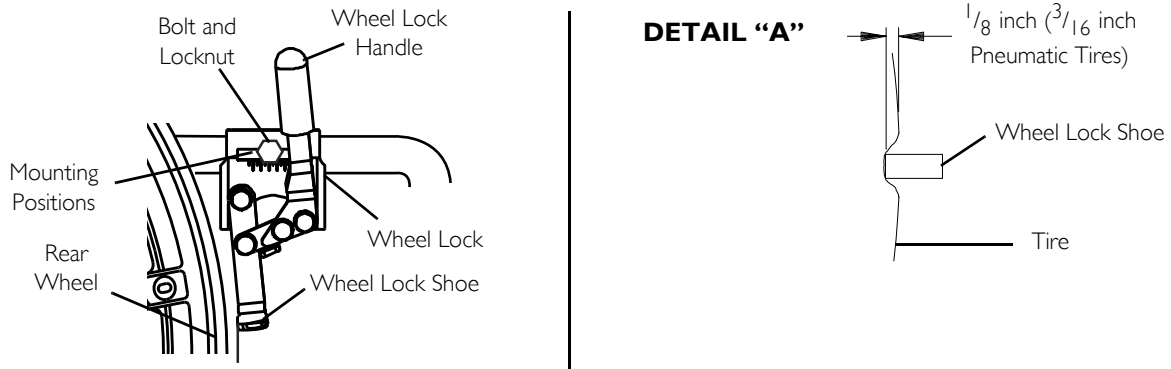 Bolt and
Locknut
Wheel Lock
Handle
Mounting
Positions
Rear
Wheel
Wheel Lock
Wheel Lock Shoe
DETAIL “A”
1/8 inch (3/16 inch
Pneumatic Tires)
Wheel Lock Shoe
Tire